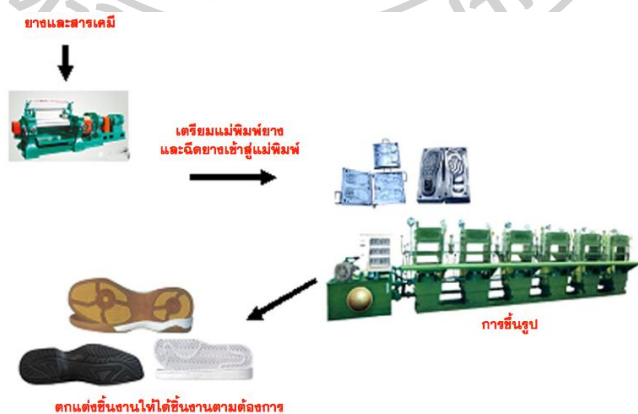 ยางและสารเคมี
เตรียมแม่พิมพ์ยาง
และฉีดยางเข้าสู่แม่พิมพ์
การขึ้นรูป
ตกแต่งชิ้นงานให้ได้ชิ้นงานตามต้องการ